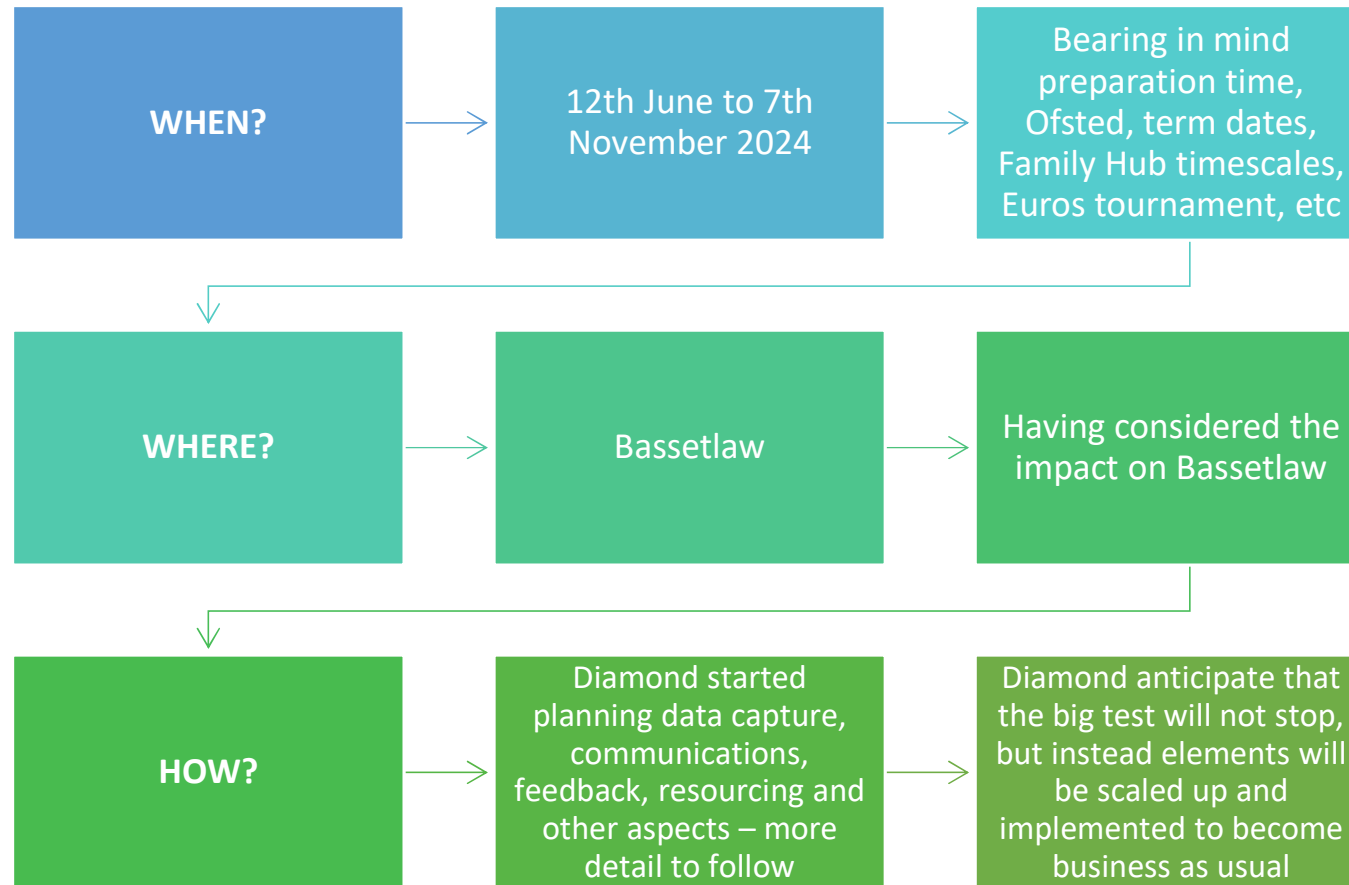 WHEN?
12th June to 7th
November 2024
Bearing in mind
preparation time,
Ofsted, term dates,
Family Hub timescales,
Euros tournament, etc
WHERE?
Bassetlaw
Having considered the
impact on Bassetlaw
HOW?
Diamond started
planning data capture,
communications,
feedback, resourcing and
other aspects – more
detail to follow
Diamond anticipate that
the big test will not stop,
but instead elements will
be scaled up and
implemented to become
business as usual